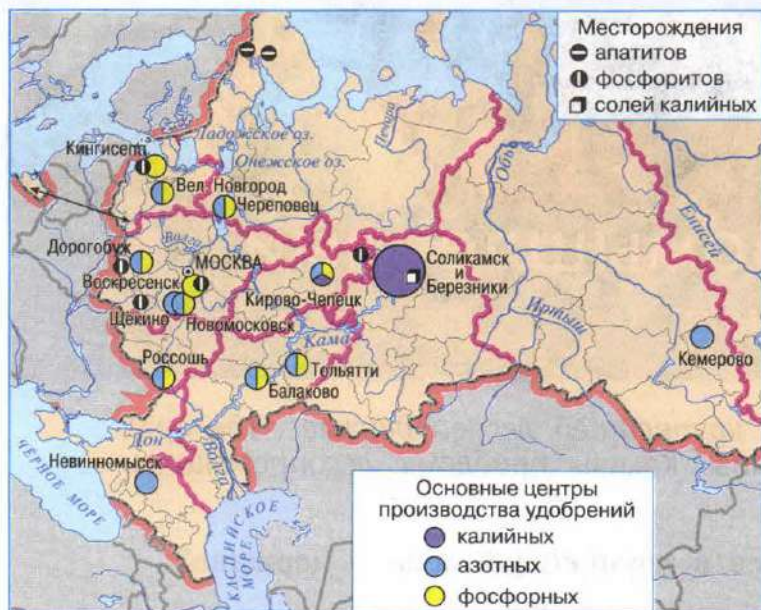 Месторождения
апатитов
фосфоритов
солей калийных
Печора
Обь
Енисей
Ладожское оз.
Кингисепп
Онежское оз.
Вел. Новгород
Череповец
Волга
Дорогобуж
МОСКВА
Воскресенск
Соликамск
и
Березники
Кирово-Чепецк
Иртыш
Щёкино
Новомосковск
Кама
Кемерово
Россошь
Тольятти
Балаково
Дон
Волга
Невинномысск
ЧЁРНОЕ МОРЕ
КАСПИЙСКОЕ
МОРЕ
Основные центры
производства удобрений
калийных
азотных
фосфорных